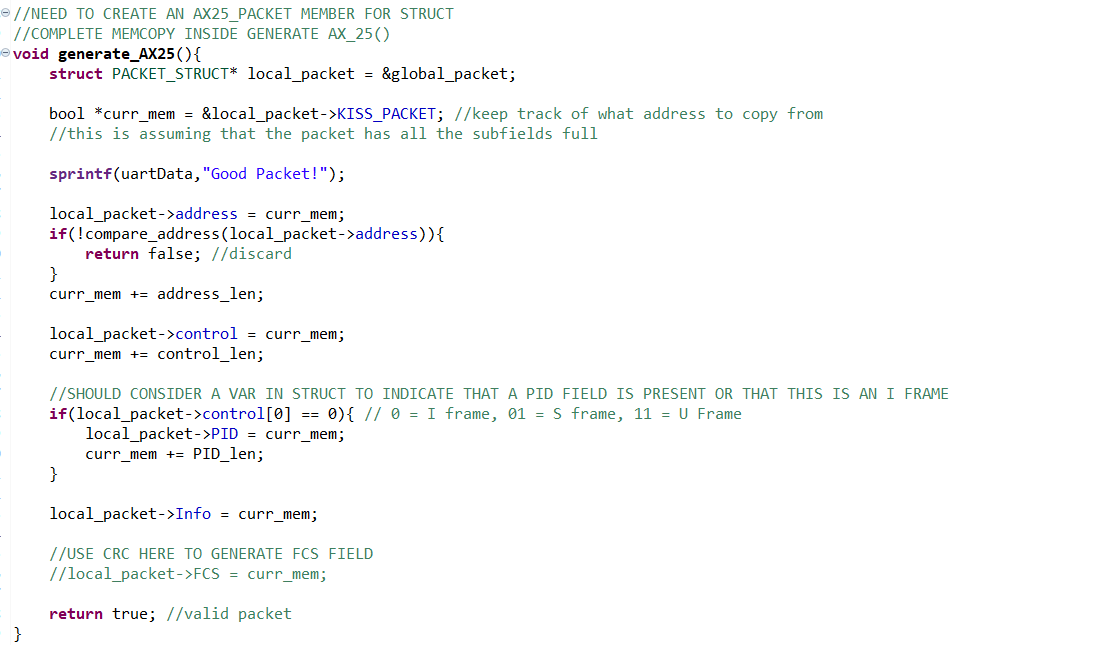 //NEED TO CREATE AN AX25_PACKET MEMBER FOR STRUCT
//COMPLETE MEMCOPY INSIDE GENERATE AX_25()
void generate_AX25(){
    struct PACKET_STRUCT* local_packet = &global_packet;

    bool *curr_mem = &local_packet->KISS_PACKET; //keep track of what address to copy from
    //this is assuming that the packet has all the subfields full

    sprintf(uartData,"Good Packet!");

    local_packet->address = curr_mem;
    if(!compare_address(local_packet->address)){
        return false; //discard
    }
    curr_mem += address_len;

    local_packet->control = curr_mem;
    curr_mem += control_len;

    //SHOULD CONSIDER A VAR IN STRUCT TO INDICATE THAT A PID FIELD IS PRESENT OR THAT THIS IS AN I FRAME
    if(local_packet->control[0] == 0){ // 0 = I frame, 01 = S frame, 11 = U Frame
        local_packet->PID = curr_mem;
        curr_mem += PID_len;
    }

    local_packet->Info = curr_mem;

    //USE CRC HERE TO GENERATE FCS FIELD
    //local_packet->FCS = curr_mem;

    return true; //valid packet
}